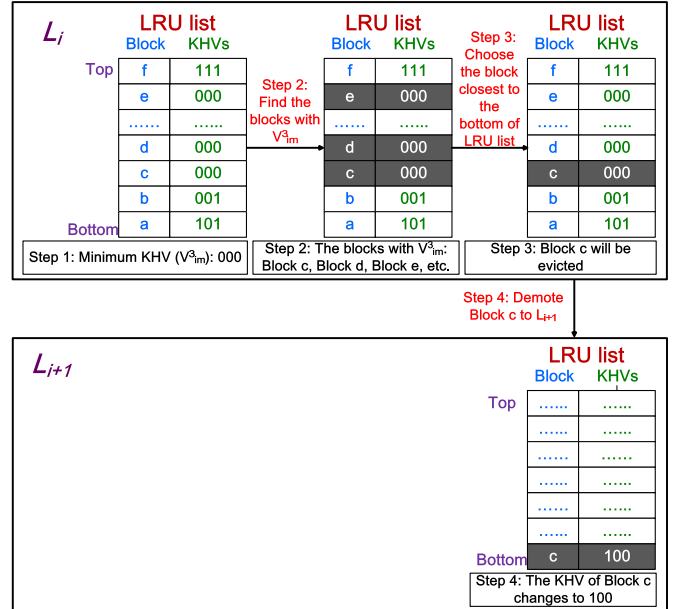 L_i
LRU list
Block KHVs
Top
f 111
e 000
...... ......
d 000
c 000
b 001
a 101
Bottom
Step 1: Minimum KHV (V³im): 000
Step 2:
Find the
blocks with
V³im
LRU list
Block KHVs
f 111
e 000
...... ......
d 000
c 000
b 001
a 101
Step 2: The blocks with V³im:
Block c, Block d, Block e, etc.
Step 3:
Choose
the block
closest to
the
bottom of
LRU list
LRU list
Block KHVs
f 111
e 000
...... ......
d 000
c 000
b 001
a 101
Step 3: Block c will be
evicted
Step 4: Demote
Block c to Li+1
L_i+1
LRU list
Block KHVs
Top
...... ......
...... ......
...... ......
...... ......
...... ......
...... ......
Bottom c 100
Step 4: The KHV of Block c
changes to 100